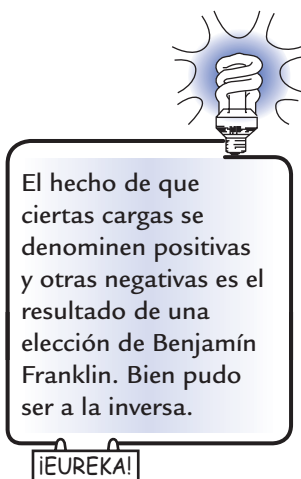 El hecho de que
ciertas cargas se
denominen positivas
y otras negativas es el
resultado de una
elección de Benjamín
Franklin. Bien pudo
ser a la inversa.
¡EUREKA!